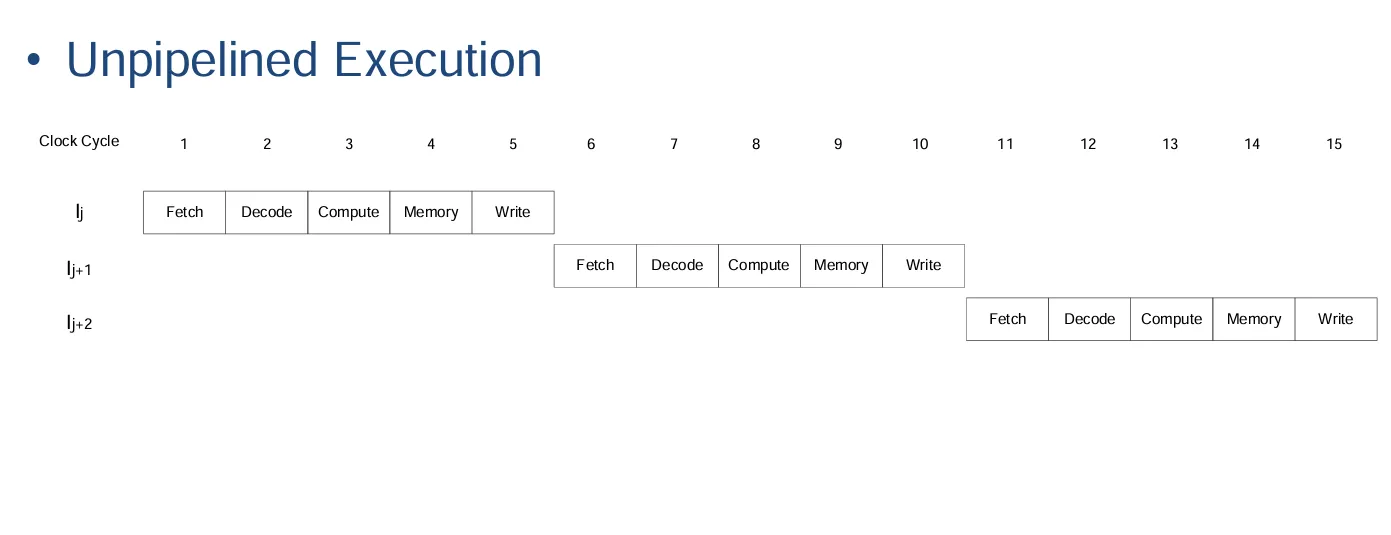 • Unpipelined Execution
Clock Cycle 1 2 3 4 5 6 7 8 9 10 11 12 13 14 15
Ij Fetch Decode Compute Memory Write
Ij+1 Fetch Decode Compute Memory Write
Ij+2 Fetch Decode Compute Memory Write